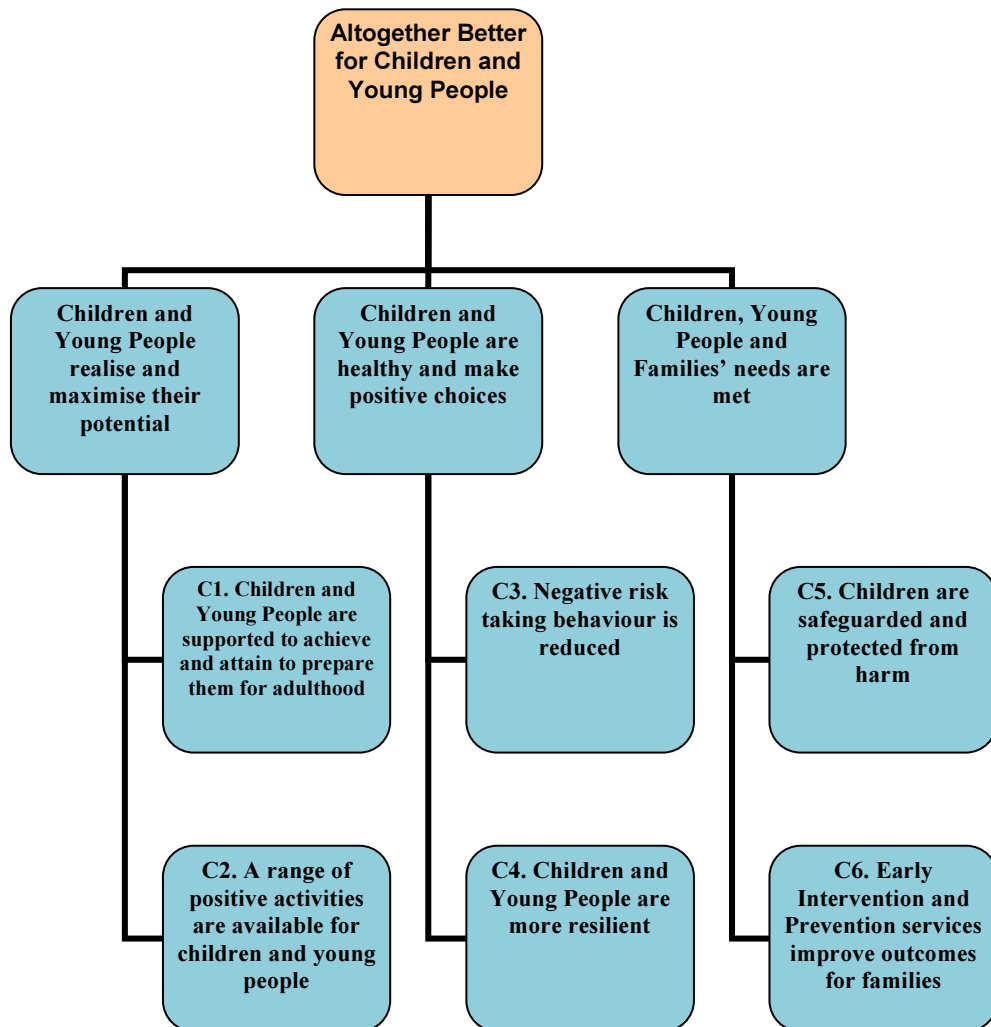 Altogether Better
for Children and
Young People
Children and
Young People
realise and
maximise their
potential
Children and
Young People are
healthy and make
positive choices
Children, Young
People and
Families’ needs are
met
C1. Children and
Young People are
supported to achieve
and attain to prepare
them for adulthood
C3. Negative risk
taking behaviour is
reduced
C5. Children are
safeguarded and
protected from
harm
C2. A range of
positive activities
are available for
children and young
people
C4. Children and
Young People are
more resilient
C6. Early
Intervention and
Prevention services
improve outcomes
for families